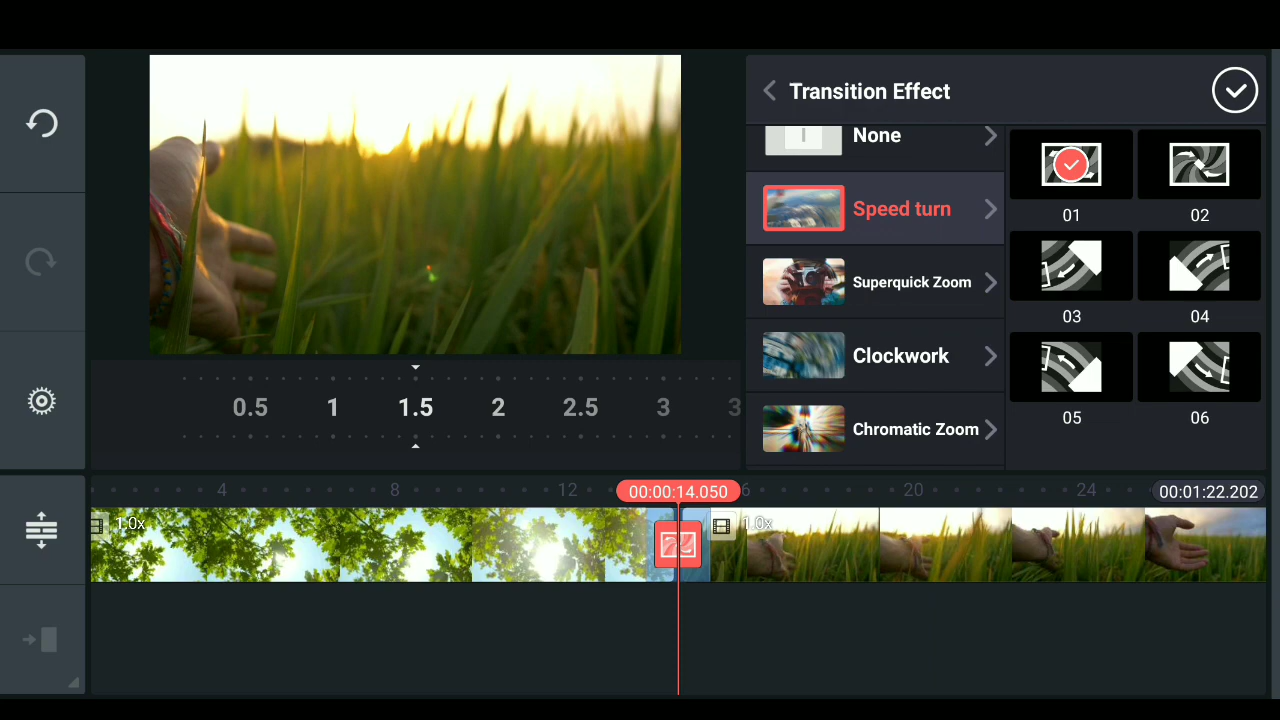 Transition Effect
None
Speed turn
Superquick Zoom
Clockwork
Chromatic Zoom
01
02
03
04
05
06
0.5 1 1.5 2 2.5 3 3
4 8 12 00:00:14.050 6 20 24 00:01:22.202
1.0x 1.0x